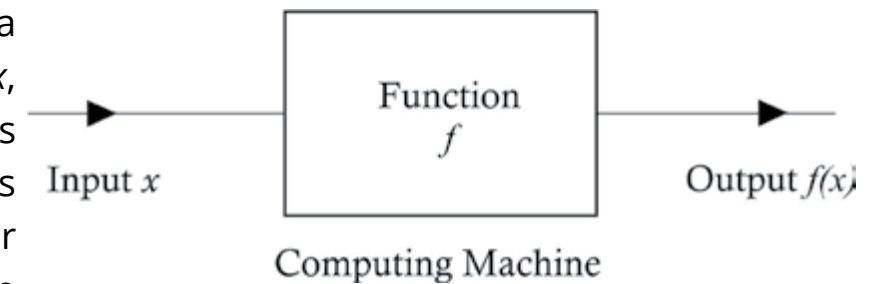 a
Function
x,
f
s
Input x
Output f(x)
s
r
Computing Machine